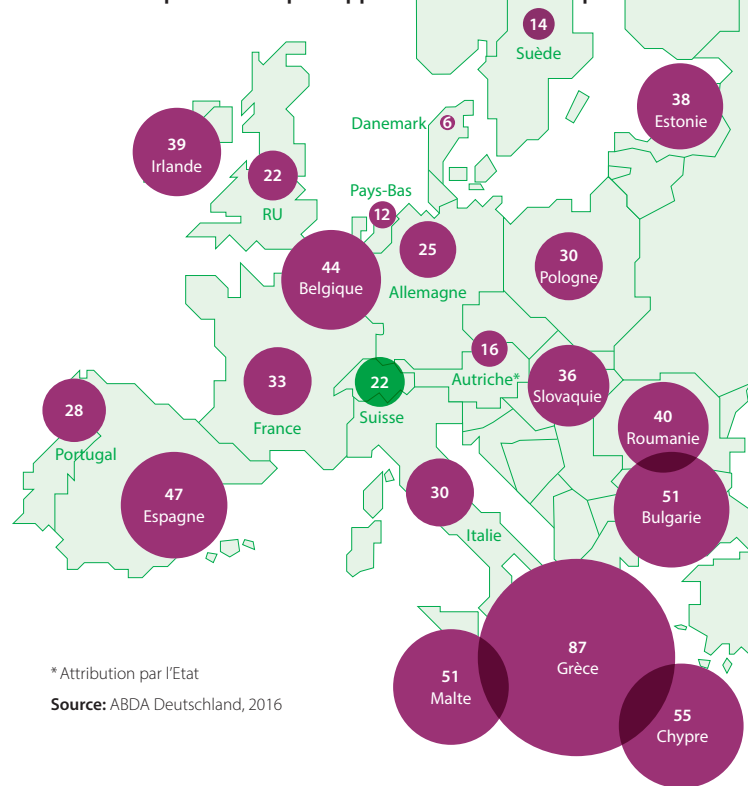 14
Suède
38
Estonie
Danemark
6
39
Irlande
22
RU
Pays-Bas
12
25
Allemagne
44
Belgique
30
Pologne
16
Autriche*
36
Slovaquie
33
France
22
Suisse
28
Portugal
40
Roumanie
47
Espagne
30
Italie
51
Bulgarie
87
Grèce
51
Malte
55
Chypre
* Attribution par l'Etat
Source: ABDA Deutschland, 2016